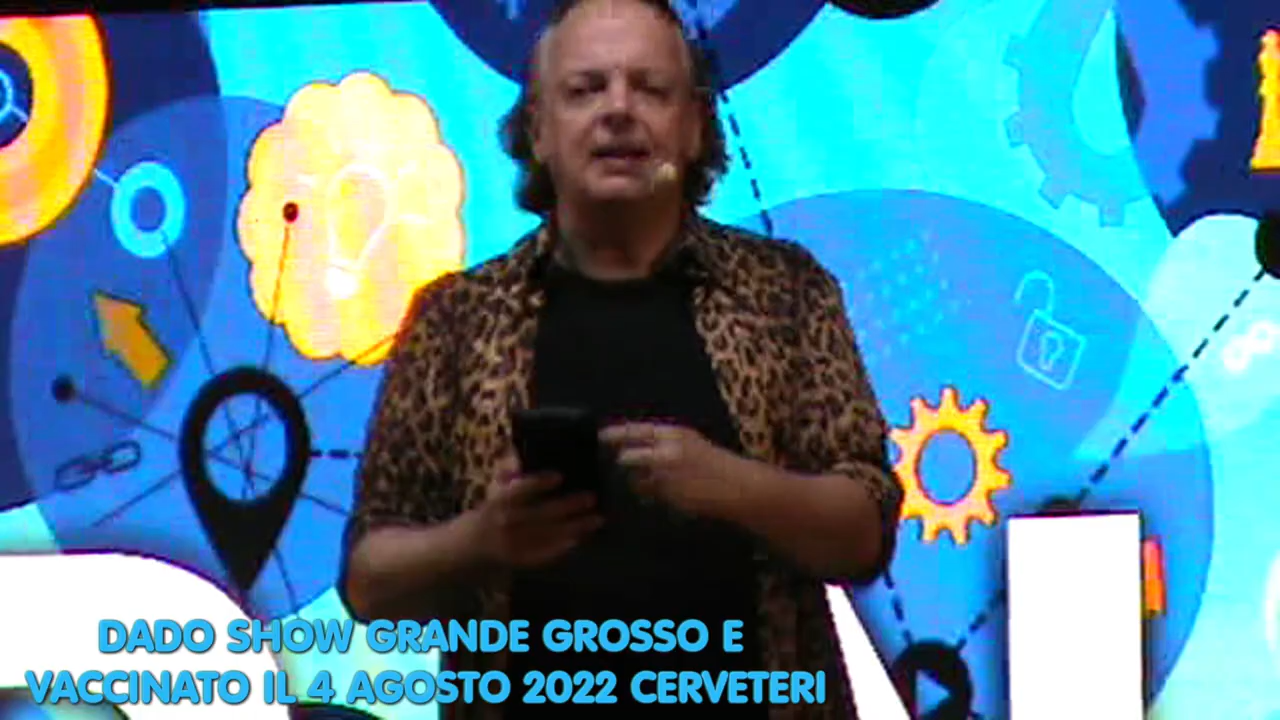 DADO SHOW GRANDE GROSSO E
VACCINATO IL 4 AGOSTO 2022 CERVETERI